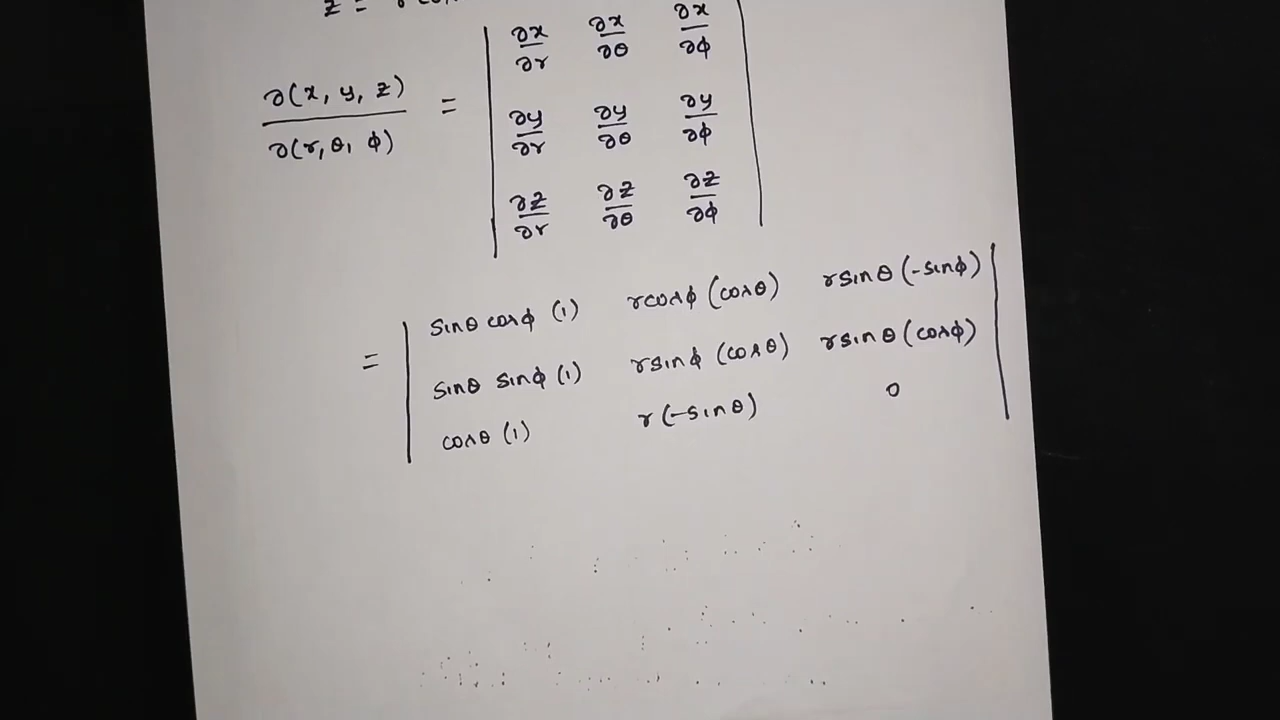 z =
∂x/∂r ∂x/∂θ ∂x/∂φ
∂(x, y, z)/∂(r, θ, φ) = ∂y/∂r ∂y/∂θ ∂y/∂φ
∂z/∂r ∂z/∂θ ∂z/∂φ
sinθ cosφ (1) rcosφ (cosθ) rsinθ (-sinφ)
= sinθ sinφ (1) rsinφ (cosθ) rsinθ (cosφ)
cosθ (1) r (-sinθ) 0